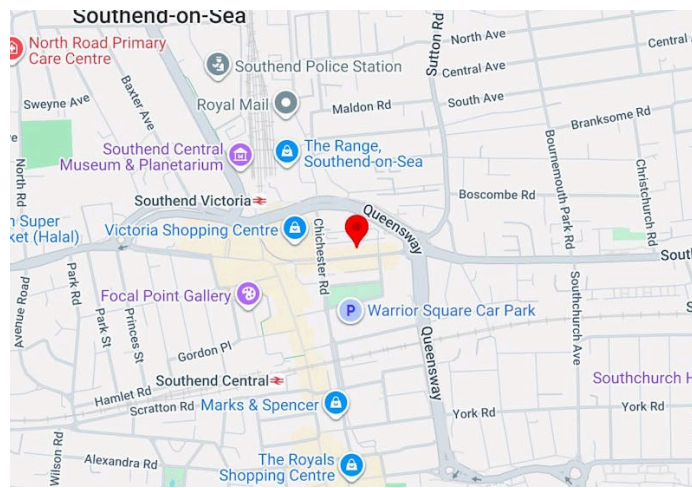 Southend-on-Sea
North Road Primary
Care Centre
Southend Police Station
Sutton Rd
North Ave
Central Ave
Central A
South Ave
Sweyne Ave
Baxter Ave
Royal Mail
Maldon Rd
Branksome Rd
Southend Central
Museum & Planetarium
The Range,
Southend-on-Sea
Bournemouth Park Rd
Christchurch Rd
North Rd
Southend Victoria
Boscombe Rd
n Super
ket (Halal)
Victoria Shopping Centre
Queensway
Chichester Rd
South
Avenue Road
Park Rd
Park St
Princes St
Focal Point Gallery
P
Warrior Square Car Park
Southchurch Ave
Queensway
Gordon Pl
Southend Central
Hamlet Rd
Scratton Rd
Southchurch H
Marks & Spencer
York Rd
York Rd
Wilson Rd
Alexandra Rd
The Royals
Shopping Centre